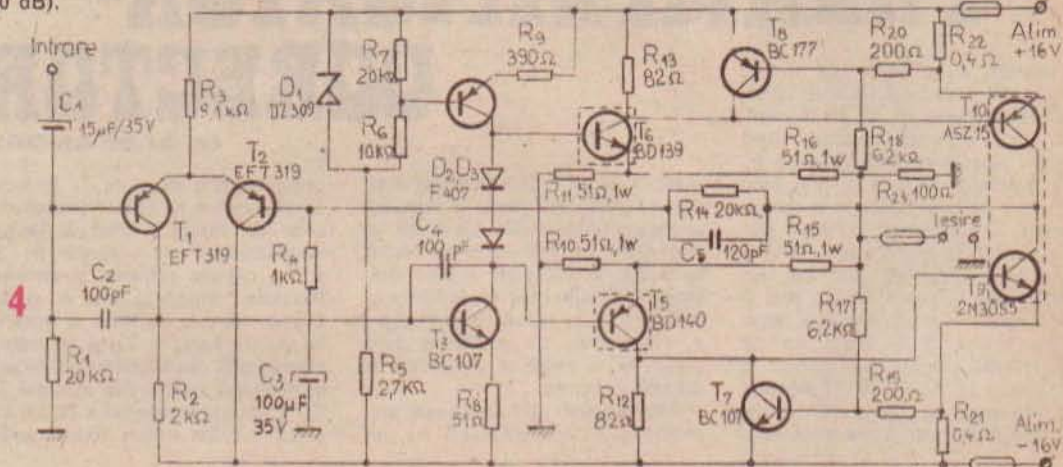 0 dB).
Intrare
C1
15µF/35V
R3
9,1kΩ
D1
DZ309
R7
20kΩ
R6
10kΩ
R9
390Ω
R13
82Ω
T8
BC177
R20
200Ω
R22
0,4Ω
Alim
+16V
T10
ASZ15
T2
EFT319
T1
EFT319
D2D3
F407
T6
BD139
R11 51Ω,1w
R16
51Ω,1w
R18
6,2kΩ
R24 100Ω
R14 20kΩ
C5 120pF
Iesire
R4
1kΩ
C4
100pF
R10 51Ω,1w
R15
51Ω,1w
T9
2N3055
C2
100pF
4
T3
BC107
T5
BD140
R17
6,2KΩ
R1
20kΩ
R2
2kΩ
C3
100µF
35V
R5
2,7kΩ
R8
51Ω
R12
82Ω
T7
BC107
R19
200Ω
R21
0,4Ω
Alim.
-16V